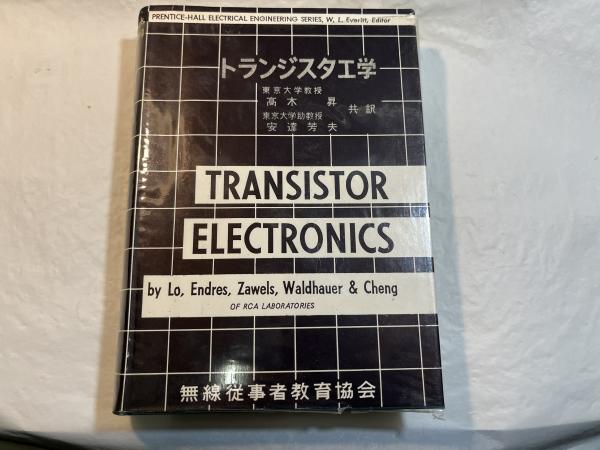 PRENTICE-HALL ELECTRICAL ENGINEERING SERIES, W. L. Everitt, Editor
トランジスタ工学
東京大学教授
高木 昇
東京大学助教授
安達芳夫
共訳
TRANSISTOR
ELECTRONICS
by Lo, Endres, Zawels, Waldhauer & Cheng
OF RCA LABORATORIES
無線従事者教育協会